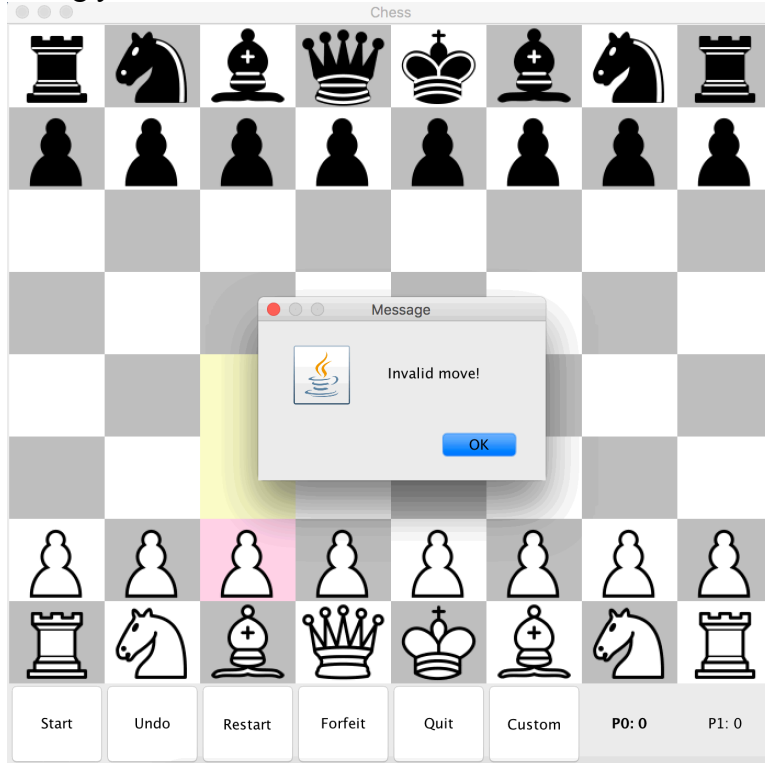 Chess
Message
Invalid move!
OK
Start
Undo
Restart
Forfeit
Quit
Custom
P0: 0
P1: 0